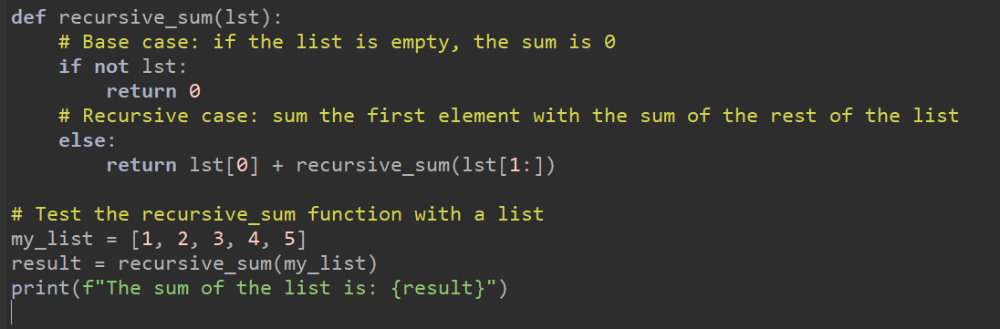 def recursive_sum(lst):
    # Base case: if the list is empty, the sum is 0
    if not lst:
        return 0
    # Recursive case: sum the first element with the sum of the rest of the list
    else:
        return lst[0] + recursive_sum(lst[1:])

# Test the recursive_sum function with a list
my_list = [1, 2, 3, 4, 5]
result = recursive_sum(my_list)
print(f"The sum of the list is: {result}")